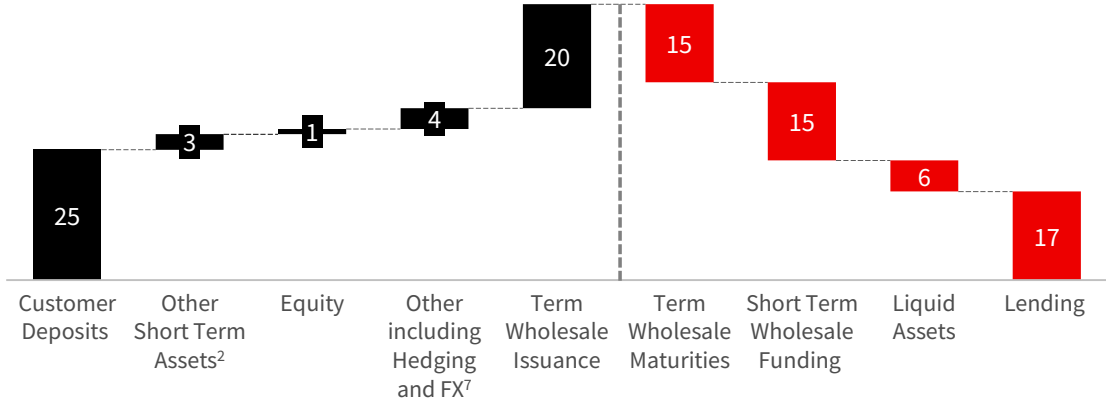 25
3
1
4
20
15
15
6
17
Customer
Deposits
Other
Short Term
Assets²
Equity
Other
including
Hedging
and FX⁷
Term
Wholesale
Issuance
Term
Wholesale
Maturities
Short Term
Wholesale
Funding
Liquid
Assets
Lending